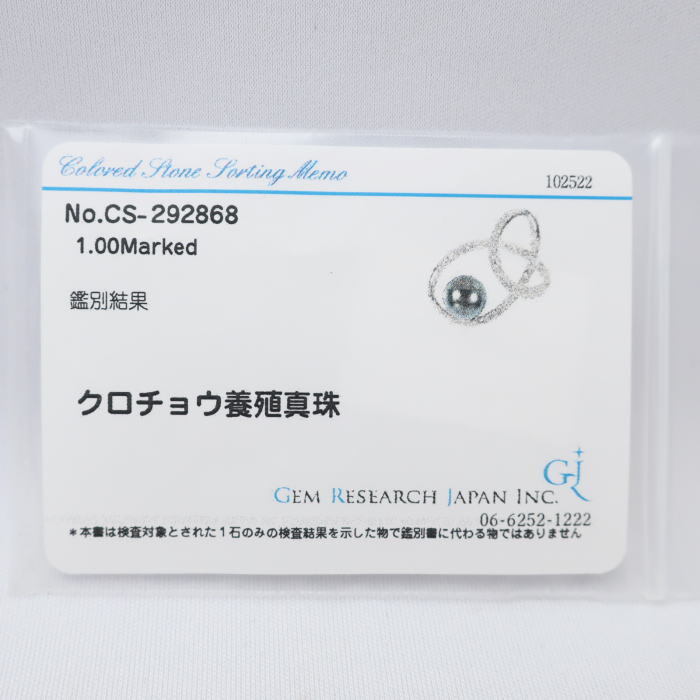 Colored Stone Sorting Memo
102522
No.CS-292868
1.00Marked
鑑別結果
クロチョウ養殖真珠
GJ
GEM RESEARCH JAPAN INC.
06-6252-1222
*本書は検査対象とされた1石のみの検査結果を示した物で鑑別書に代わる物ではありません